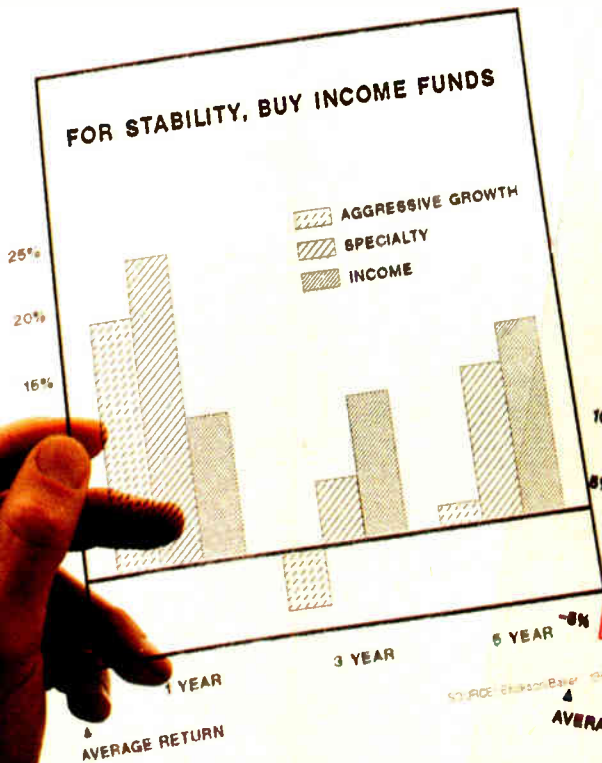 FOR STABILITY, BUY INCOME FUNDS
AGGRESSIVE GROWTH
SPECIALTY
INCOME
25%
20%
15%
-5%
1 YEAR
3 YEAR
5 YEAR
SOURCE:
AVERAGE RETURN